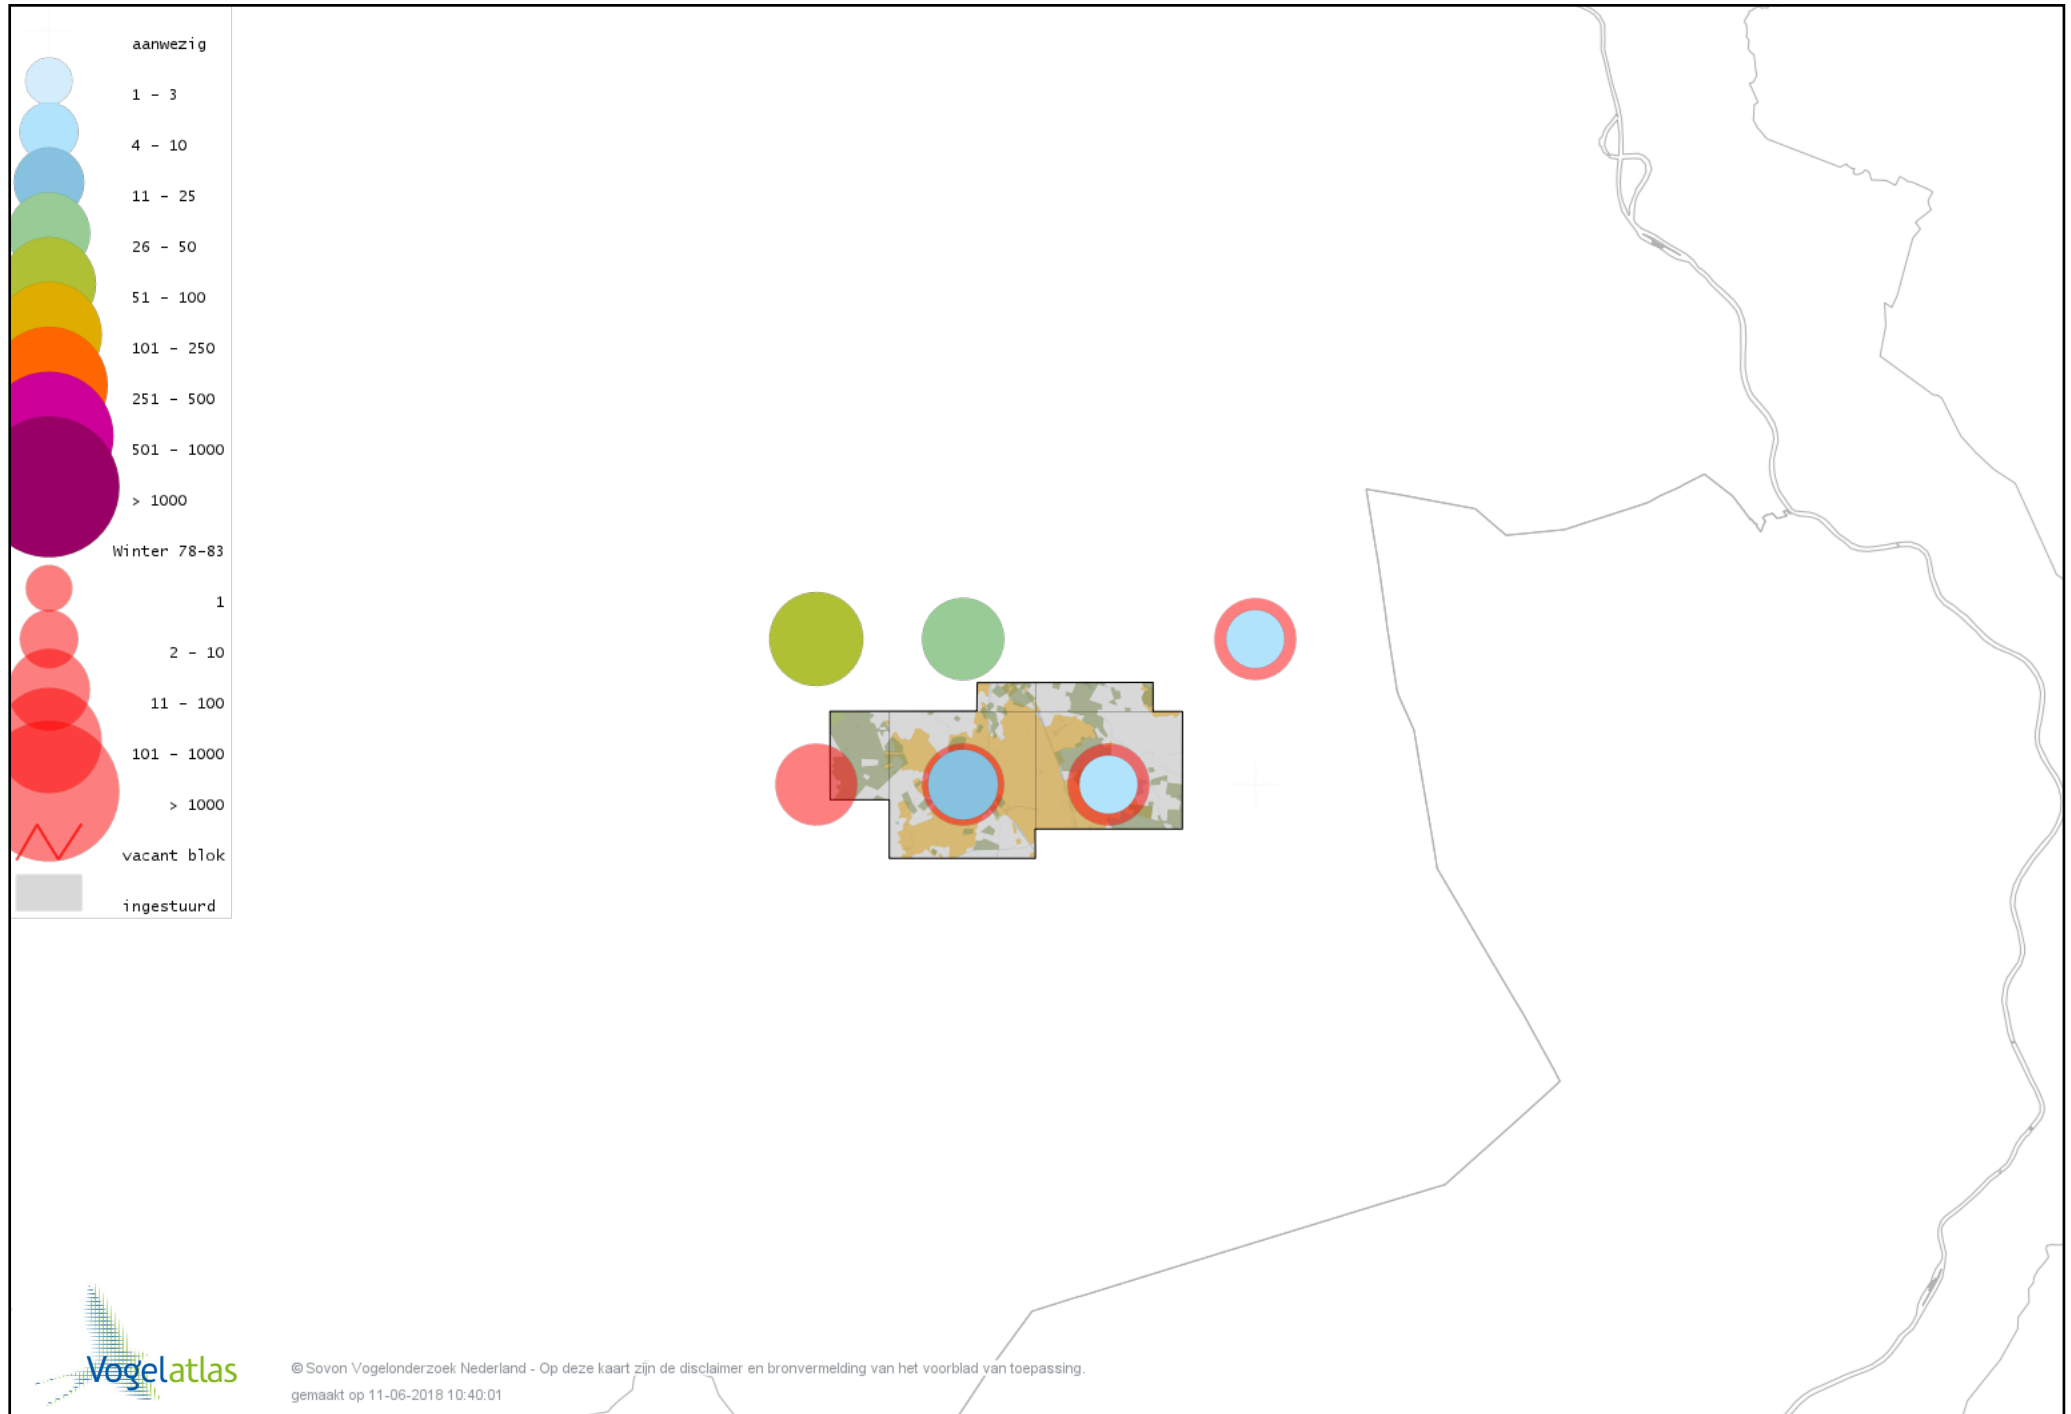 aanwezig
1 - 3
4 - 10
11 - 25
26 - 50
51 - 100
101 - 250
251 - 500
501 - 1000
> 1000
Winter 78-83
1
2 - 10
11 - 100
101 - 1000
> 1000
vacant blok
ingestuurd
Vogelatlas
© Sovon Vogelonderzoek Nederland - Op deze kaart zijn de disclaimer en bronvermelding van het voorblad van toepassing.
gemaakt op 11-06-2018 10:40:01